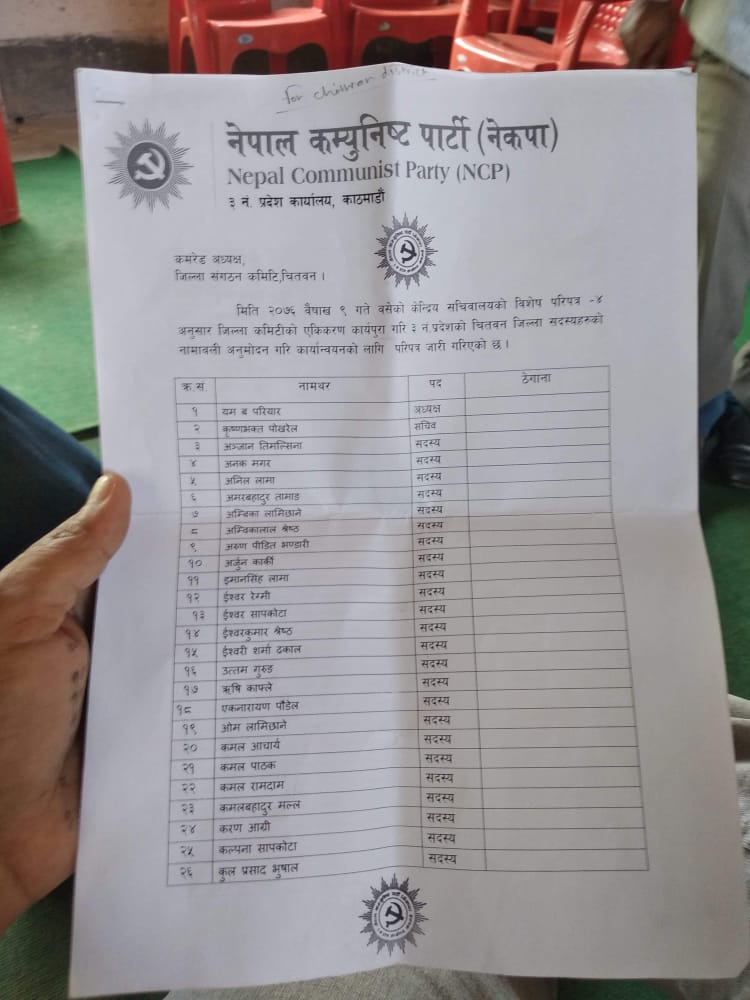 for chitwan district
नेपाल कम्युनिष्ट पार्टी (नेकपा)
Nepal Communist Party (NCP)
३ नं. प्रदेश कार्यालय, काठमाडौँ
कमरेड अध्यक्ष,
जिल्ला संगठन कमिटि,चितवन ।
मिति २०७६ वैषाख ९ गते वसेको केन्द्रिय सचिवालयको विशेष परिपत्र -४
अनुसार जिल्ला कमिटीको एकिकरण कार्यपुरा गरि ३ नं.प्रदेशको चितवन जिल्ला सदस्यहरुको
नामावली अनुमोदन गरि कार्यान्वयनको लागि परिपत्र जारी गरिएको छ ।
क्र.सं. नामथर पद ठेगाना
१ यम ब परियार अध्यक्ष
२ कृष्णभक्त पोखरेल सचिव
३ अञ्जान तिमल्सिना सदस्य
४ अनक मगर सदस्य
५ अनिल लामा सदस्य
६ अमरबहादुर तामाङ सदस्य
७ अम्विका लामिछाने सदस्य
८ अम्विकालाल श्रेष्ठ सदस्य
९ अरुण पीडित भण्डारी सदस्य
१० अर्जुन कार्की सदस्य
११ इमानसिह लामा सदस्य
१२ ईश्वर रेग्मी सदस्य
१३ ईश्वर सापकोटा सदस्य
१४ ईश्वरकुमार श्रेष्ठ सदस्य
१५ ईश्वरी शर्मा ढकाल सदस्य
१६ उत्तम गुरुङ सदस्य
१७ ऋषि काफ्ले सदस्य
१८ एकनारायण पौडेल सदस्य
१९ ओम लामिछाने सदस्य
२० कमल आचार्य सदस्य
२१ कमल पाठक सदस्य
२२ कमल रामदाम सदस्य
२३ कमलबहादुर मल्ल सदस्य
२४ करण आग्री सदस्य
२५ कल्पना सापकोटा सदस्य
२६ कुल प्रसाद भुषाल सदस्य